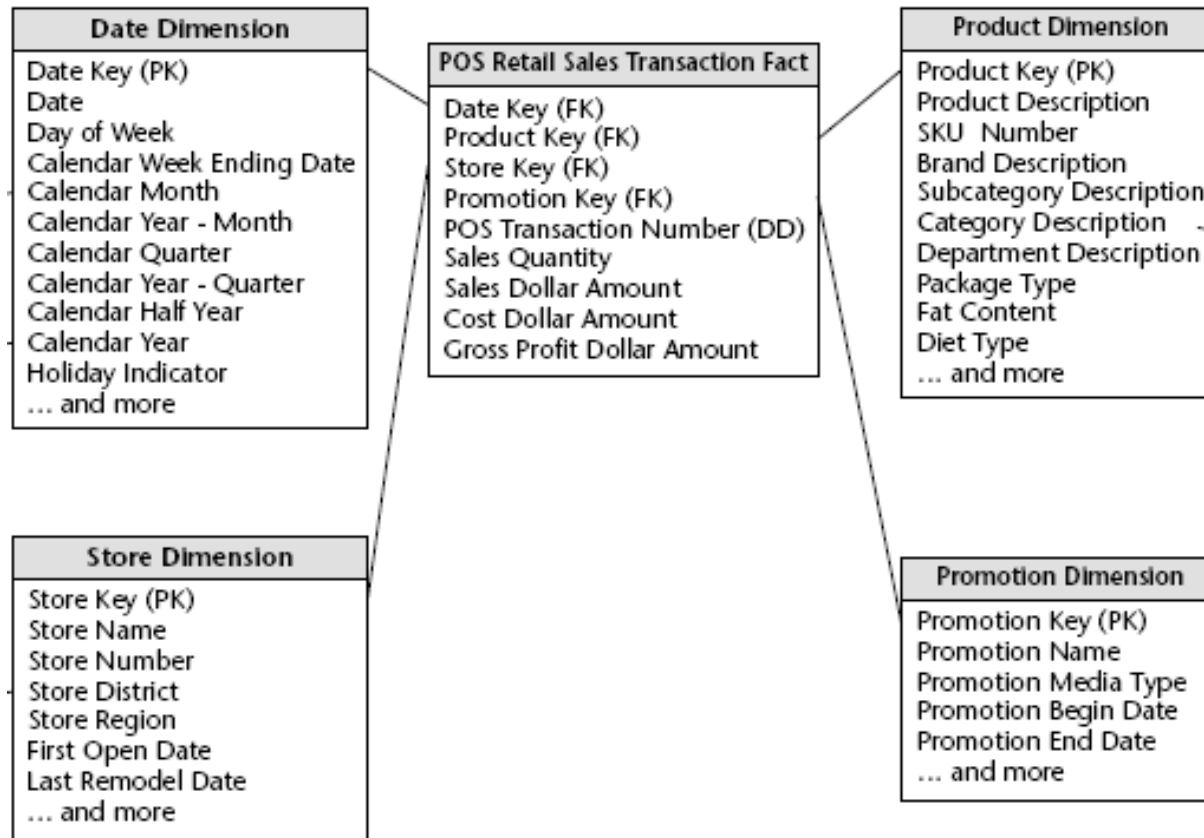 Date Dimension
Date Key (PK)
Date
Day of Week
Calendar Week Ending Date
Calendar Month
Calendar Year - Month
Calendar Quarter
Calendar Year - Quarter
Calendar Half Year
Calendar Year
Holiday Indicator
... and more
POS Retail Sales Transaction Fact
Date Key (FK)
Product Key (FK)
Store Key (FK)
Promotion Key (FK)
POS Transaction Number (DD)
Sales Quantity
Sales Dollar Amount
Cost Dollar Amount
Gross Profit Dollar Amount
Product Dimension
Product Key (PK)
Product Description
SKU Number
Brand Description
Subcategory Description
Category Description
Department Description
Package Type
Fat Content
Diet Type
... and more
Store Dimension
Store Key (PK)
Store Name
Store Number
Store District
Store Region
First Open Date
Last Remodel Date
... and more
Promotion Dimension
Promotion Key (PK)
Promotion Name
Promotion Media Type
Promotion Begin Date
Promotion End Date
... and more